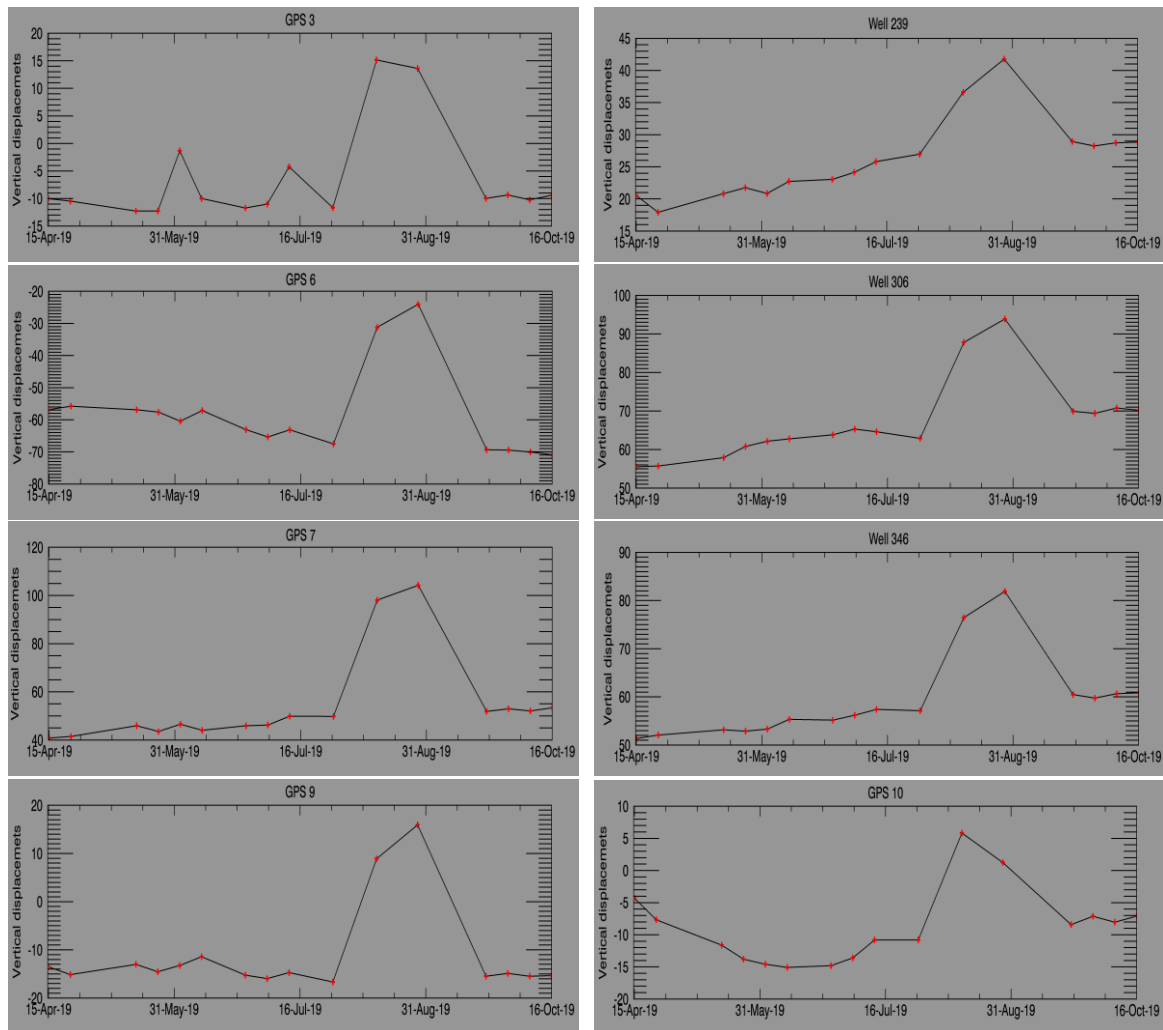 GPS 3
Vertical displacemets
20
15
10
5
0
-5
-10
-15
15-Apr-19 31-May-19 16-Jul-19 31-Aug-19 16-Oct-19
Well 239
Vertical displacemets
45
40
35
30
25
20
15
15-Apr-19 31-May-19 16-Jul-19 31-Aug-19 16-Oct-19
GPS 6
Vertical displacemets
-20
-30
-40
-50
-60
-70
-80
15-Apr-19 31-May-19 16-Jul-19 31-Aug-19 16-Oct-19
Well 306
Vertical displacemets
100
90
80
70
60
50
15-Apr-19 31-May-19 16-Jul-19 31-Aug-19 16-Oct-19
GPS 7
Vertical displacemets
120
100
80
60
40
15-Apr-19 31-May-19 16-Jul-19 31-Aug-19 16-Oct-19
Well 346
Vertical displacemets
90
80
70
60
50
15-Apr-19 31-May-19 16-Jul-19 31-Aug-19 16-Oct-19
GPS 9
Vertical displacemets
20
10
0
-10
-20
15-Apr-19 31-May-19 16-Jul-19 31-Aug-19 16-Oct-19
GPS 10
Vertical displacemets
10
5
0
-5
-10
-15
-20
15-Apr-19 31-May-19 16-Jul-19 31-Aug-19 16-Oct-19